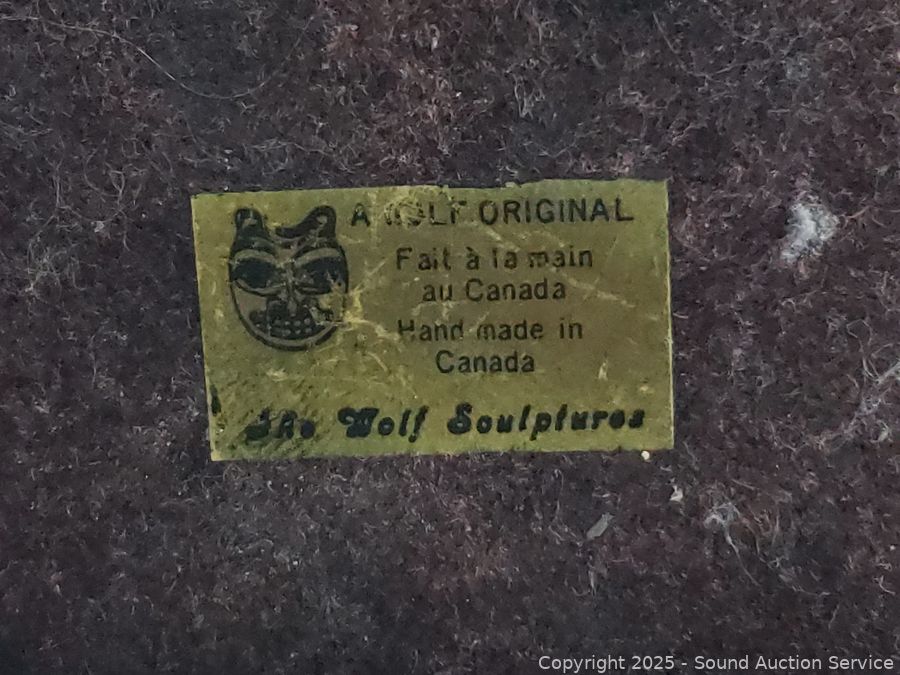 A WOLF ORIGINAL
Fait à la main
au Canada
Hand made in
Canada
The Wolf Sculptures
Copyright 2025 - Sound Auction Service